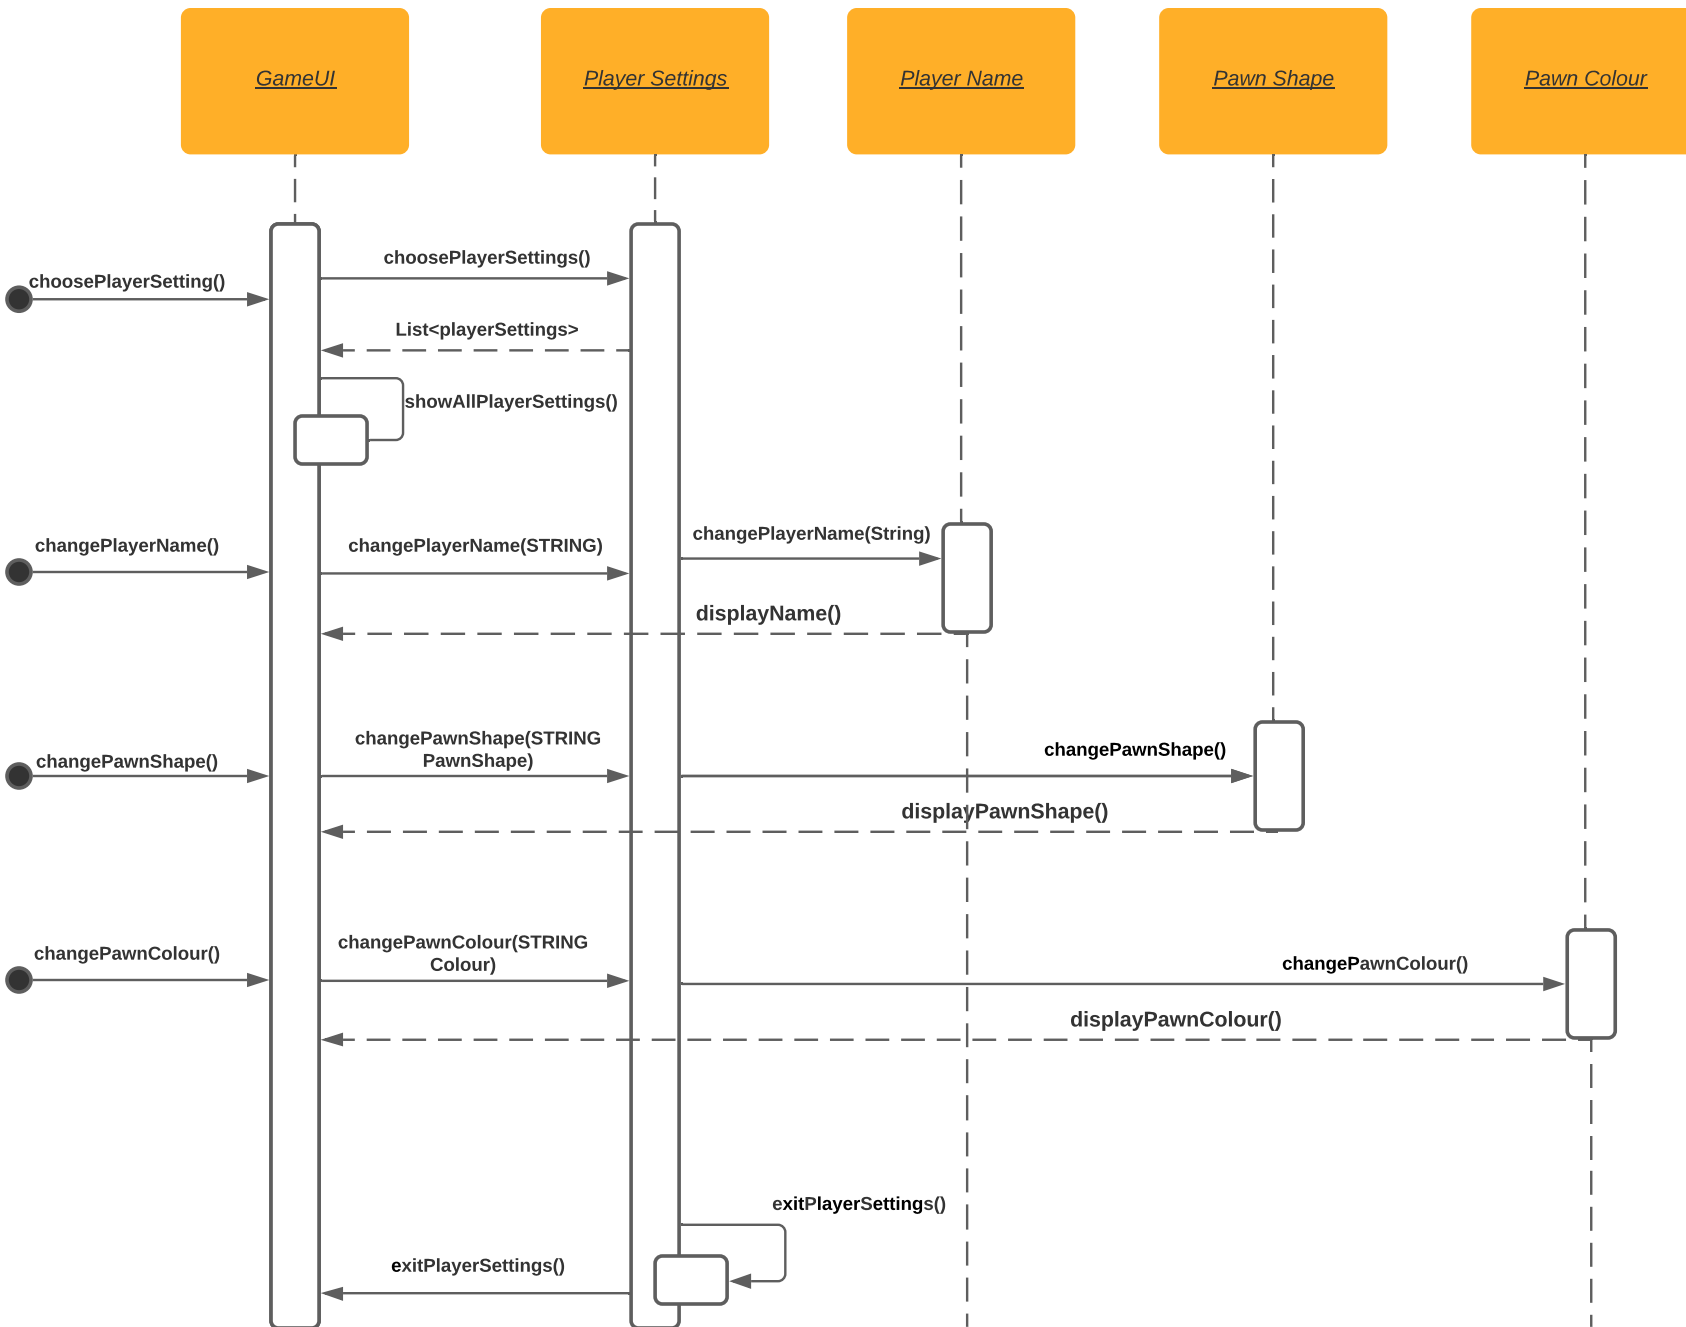 GameUI
Player Settings
Player Name
Pawn Shape
Pawn Colour
choosePlayerSettings()
choosePlayerSetting()
List<playerSettings>
showAllPlayerSettings()
changePlayerName(String)
changePlayerName()
changePlayerName(STRING)
displayName()
changePawnShape(STRING
PawnShape)
changePawnShape()
changePawnShape()
displayPawnShape()
changePawnColour(STRING
Colour)
changePawnColour()
changePawnColour()
displayPawnColour()
exitPlayerSettings()
exitPlayerSettings()